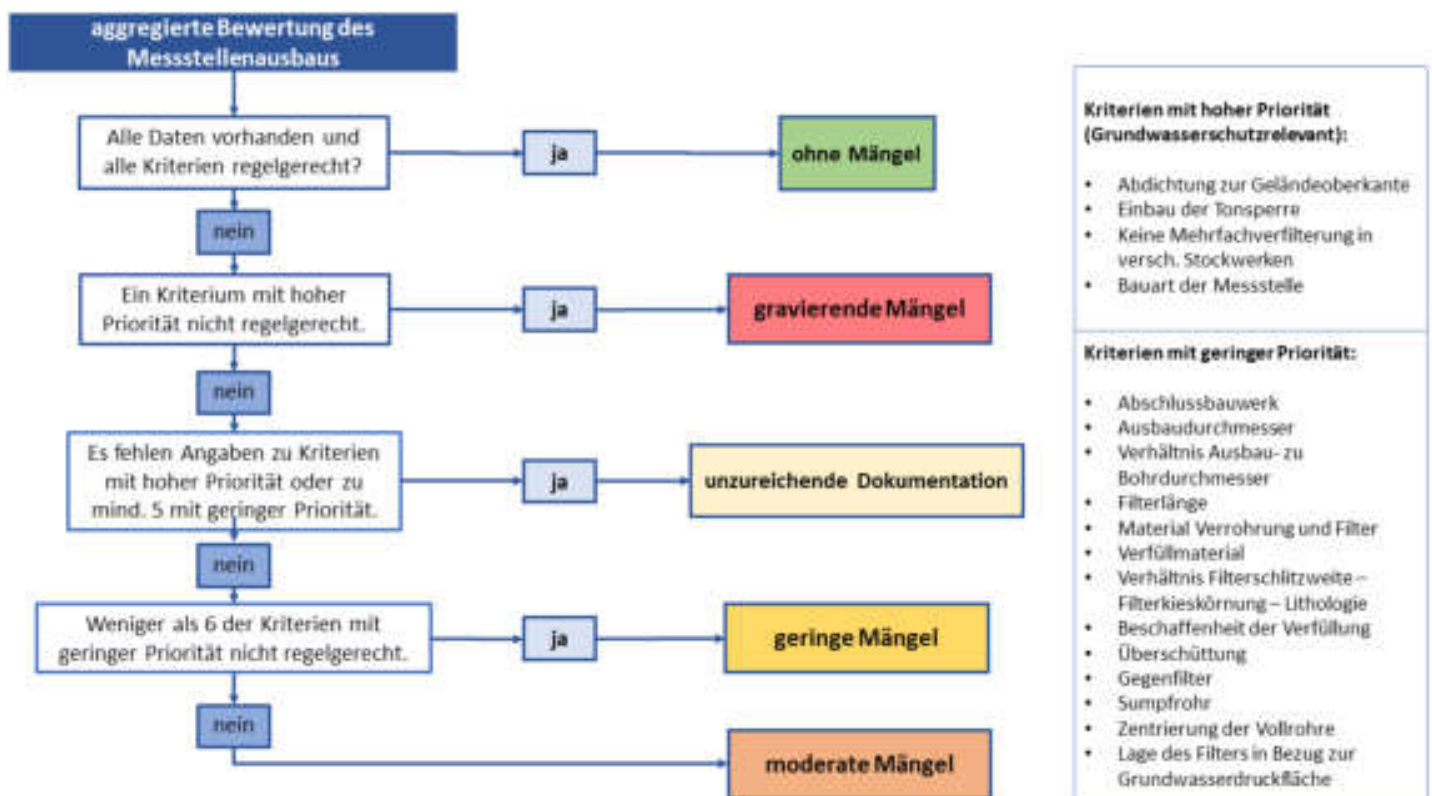 aggregierte Bewertung des
Messstellenausbaus
Alle Daten vorhanden und
alle Kriterien regelgerecht?
ja
ohne Mängel
nein
Ein Kriterium mit hoher
Priorität nicht regelgerecht.
ja
gravierende Mängel
nein
Es fehlen Angaben zu Kriterien
mit hoher Priorität oder zu
mind. 5 mit geringer Priorität.
ja
unzureichende Dokumentation
nein
Weniger als 6 der Kriterien mit
geringer Priorität nicht regelgerecht.
ja
geringe Mängel
nein
moderate Mängel
Kriterien mit hoher Priorität
(Grundwasserschutzrelevant):
• Abdichtung zur Geländeoberkante
• Einbau der Tonsperre
• Keine Mehrfachverfilterung in
versch. Stockwerken
• Bauart der Messstelle
Kriterien mit geringer Priorität:
• Abschlussbauwerk
• Ausbaudurchmesser
• Verhältnis Ausbau- zu
Bohrdurchmesser
• Filterlänge
• Material Verrohrung und Filter
• Verfüllmaterial
• Verhältnis Filterschlitzweite –
Filterkieskörnung – Lithologie
• Beschaffenheit der Verfüllung
• Überschüttung
• Gegenfilter
• Sumpfrohr
• Zentrierung der Vollrohre
• Lage des Filters in Bezug zur
Grundwasserdruckfläche